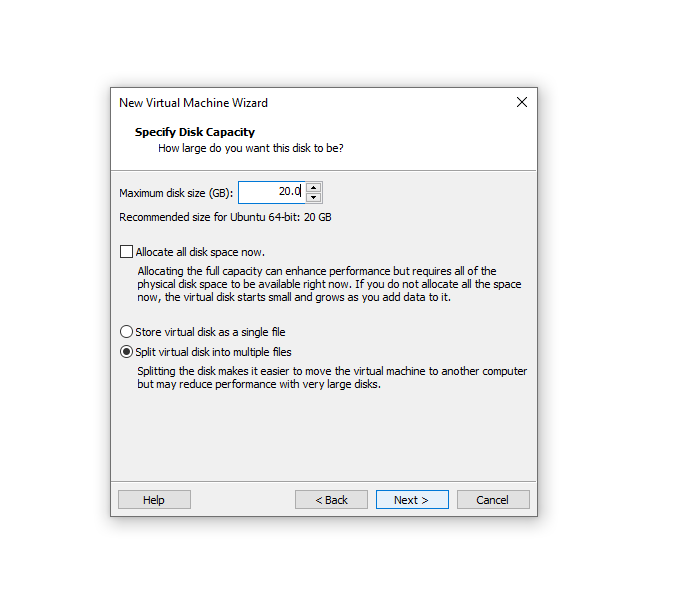 New Virtual Machine Wizard
Specify Disk Capacity
How large do you want this disk to be?
Maximum disk size (GB): 20.0
Recommended size for Ubuntu 64-bit: 20 GB
Allocate all disk space now.
Allocating the full capacity can enhance performance but requires all of the
physical disk space to be available right now. If you do not allocate all the space
now, the virtual disk starts small and grows as you add data to it.
Store virtual disk as a single file
Split virtual disk into multiple files
Splitting the disk makes it easier to move the virtual machine to another computer
but may reduce performance with very large disks.
Help < Back Next > Cancel